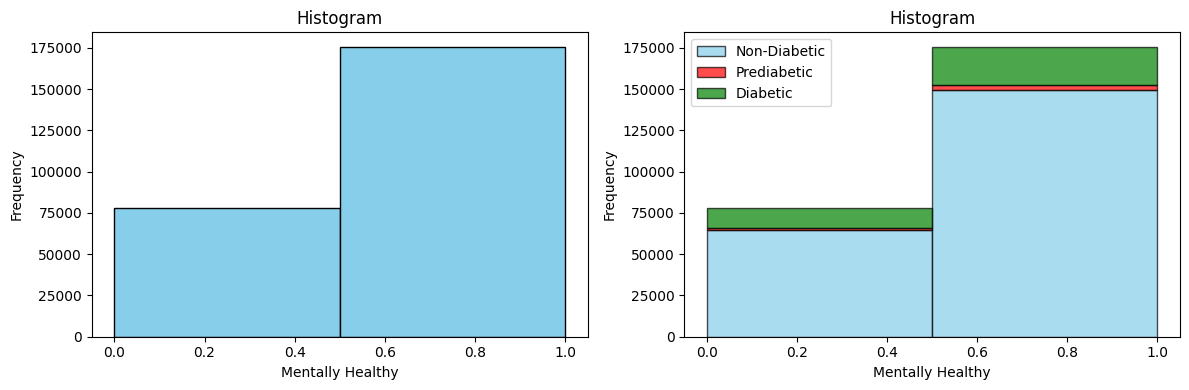 Histogram
Frequency
175000
150000
125000
100000
75000
50000
25000
0
0.0 0.2 0.4 0.6 0.8 1.0
Mentally Healthy
Histogram
Non-Diabetic
Prediabetic
Diabetic
Frequency
175000
150000
125000
100000
75000
50000
25000
0
0.0 0.2 0.4 0.6 0.8 1.0
Mentally Healthy